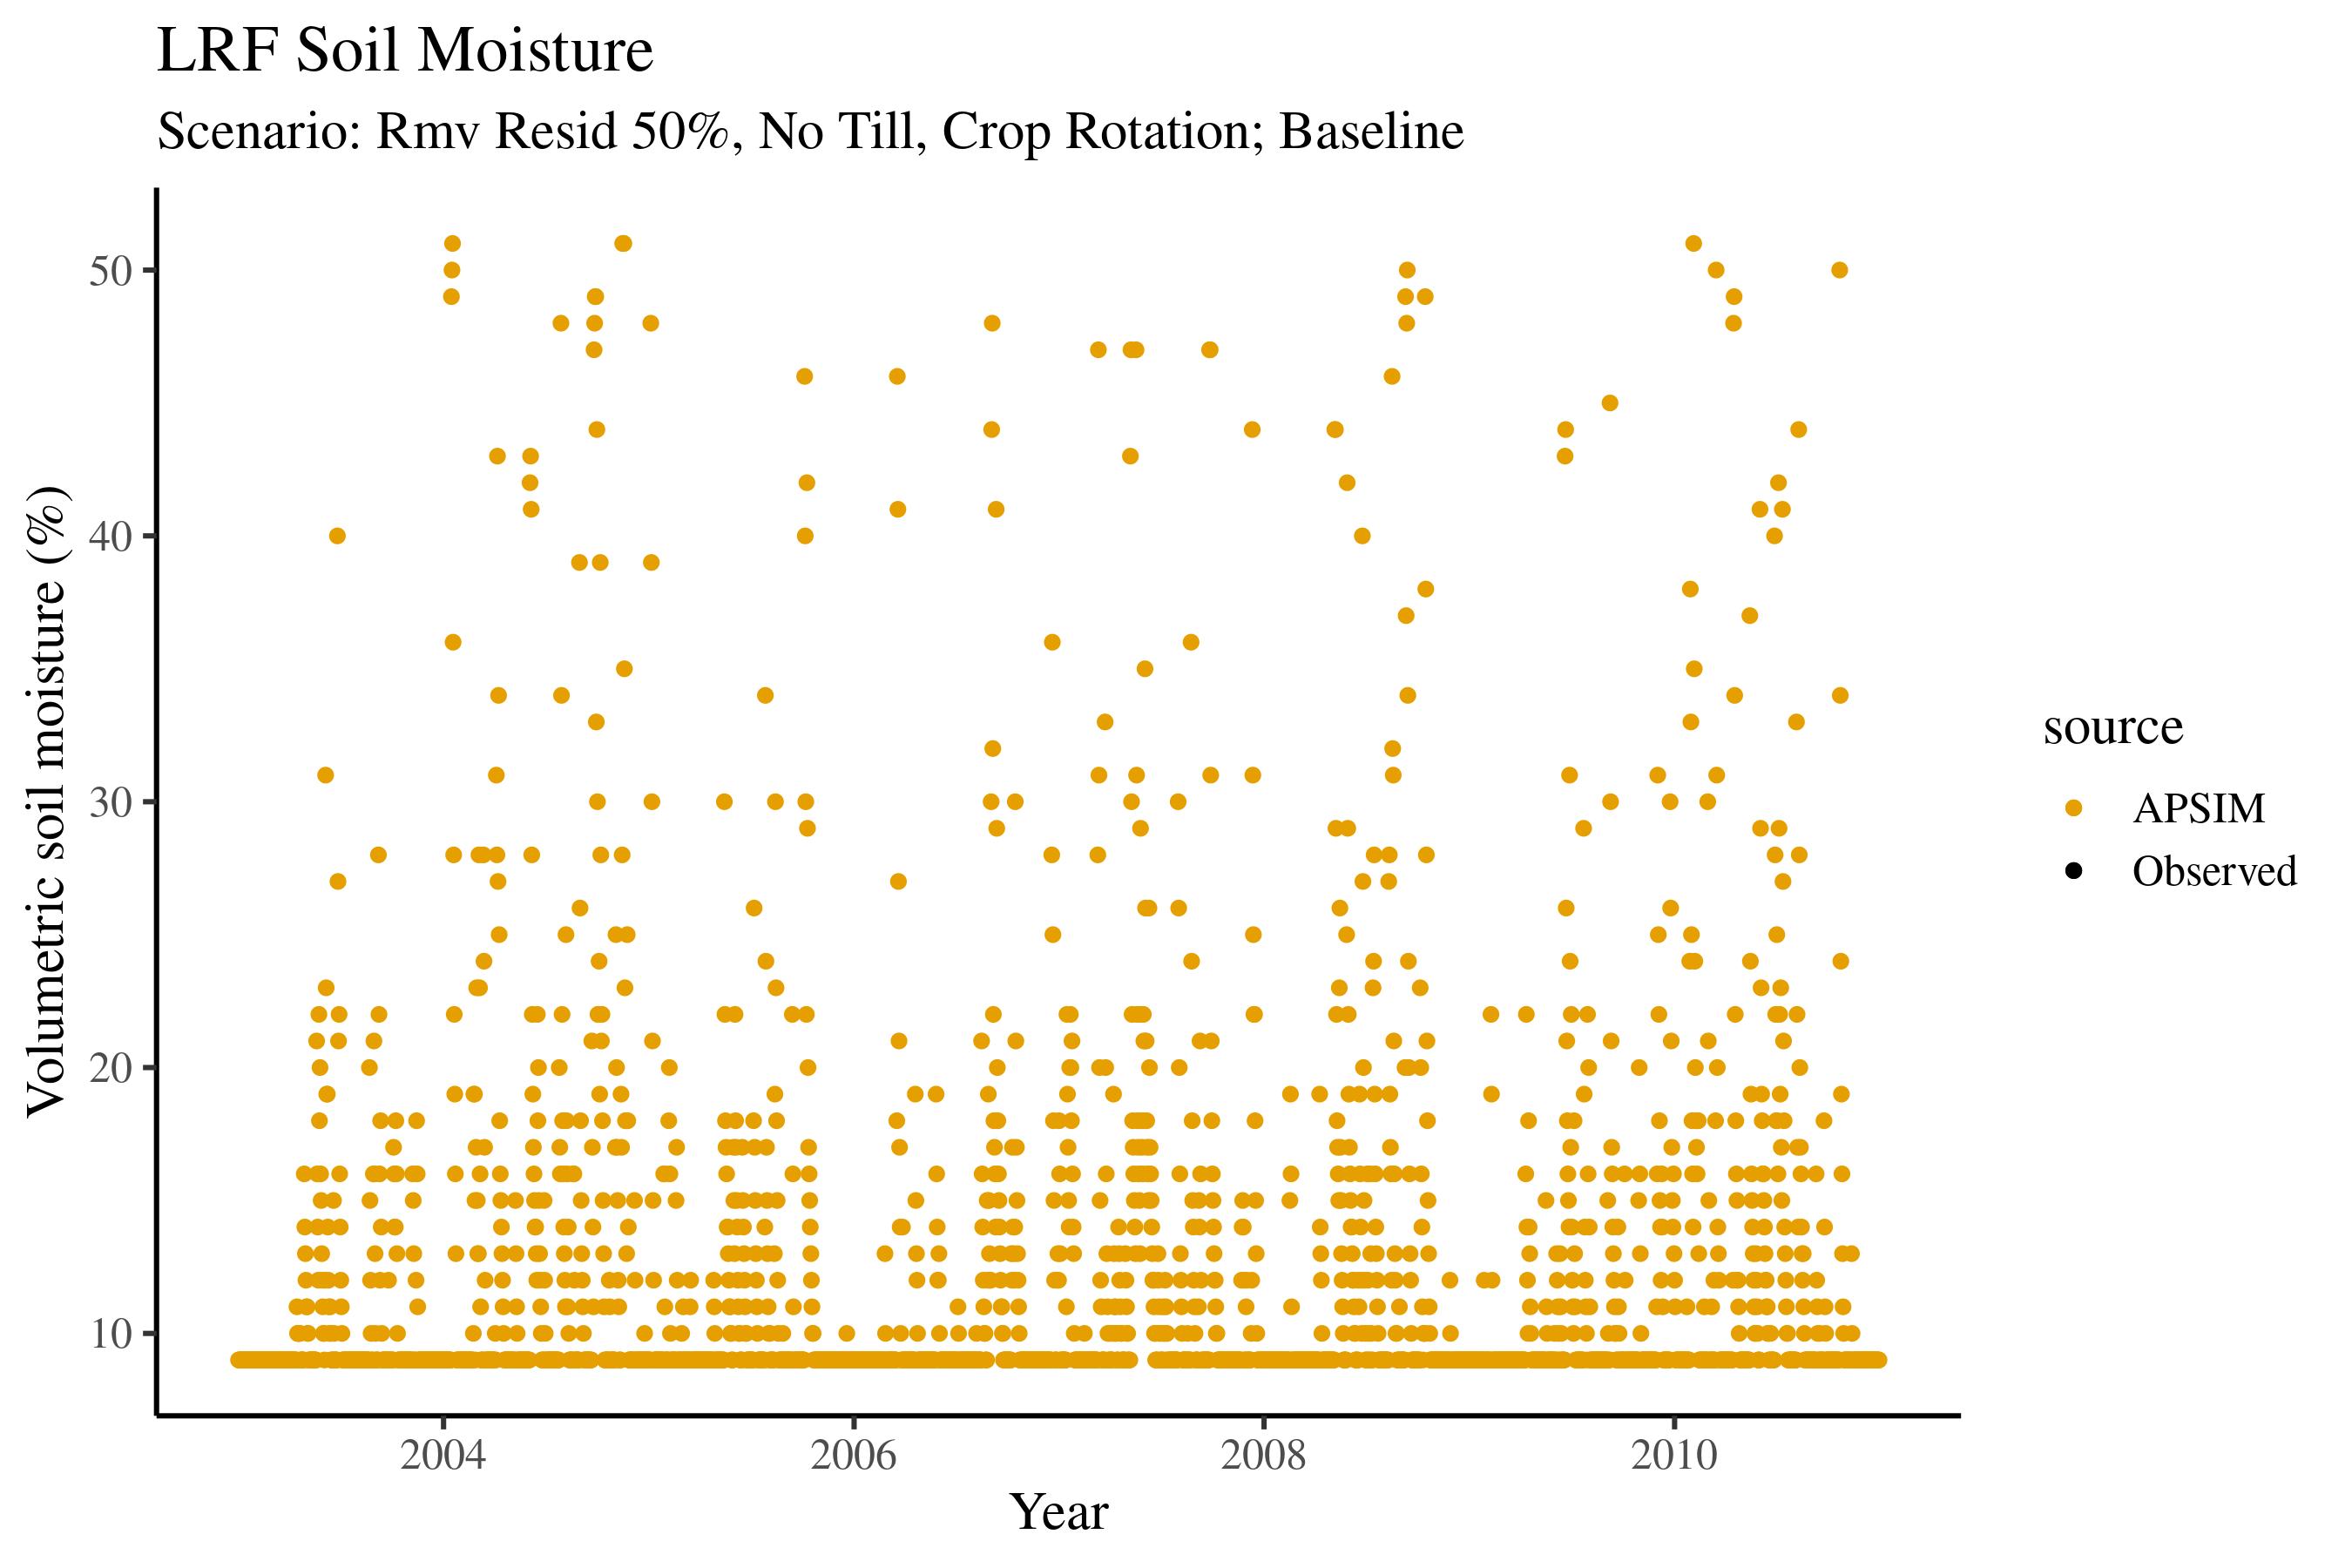 LRF Soil Moisture
Scenario: Rmv Resid 50%, No Till, Crop Rotation; Baseline
Volumetric soil moisture (%)
50
40
30
20
10
2004
2006
2008
2010
Year
source
APSIM
Observed